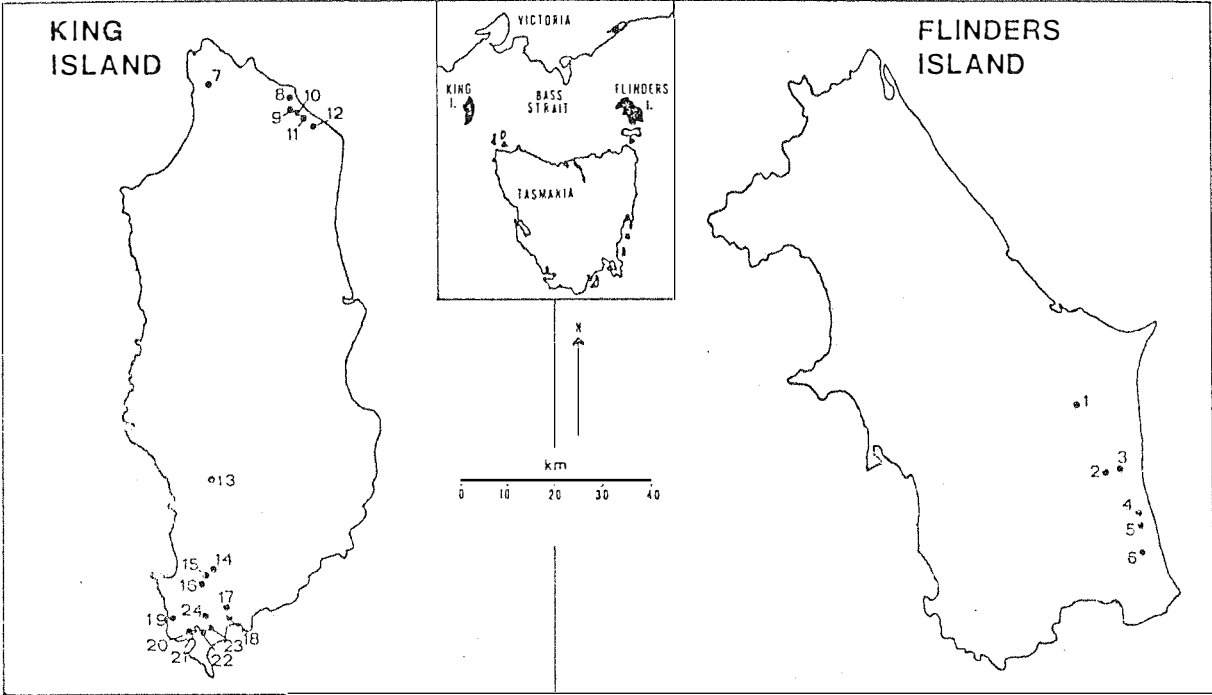 KING
ISLAND
7
8
10
9
11
12
13
15
14
16
17
19
24
18
20
21
22
23
VICTORIA
KING
I.
BASS
STRAIT
FLINDERS
I.
TASMANIA
N
km
0 10 20 30 40
FLINDERS
ISLAND
1
2
3
4
5
6